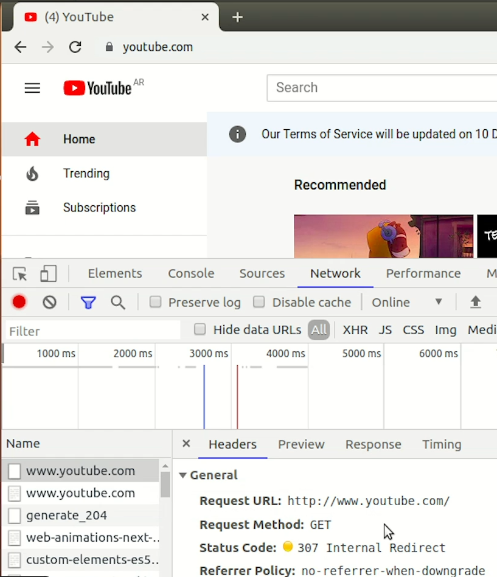 (4) YouTube
youtube.com
YouTube AR
Search
Home
Our Terms of Service will be updated on 10 D
Trending
Recommended
Subscriptions
Elements Console Sources Network Performance M
Preserve log Disable cache Online
Filter Hide data URLs All XHR JS CSS Img Medi
1000 ms 2000 ms 3000 ms 4000 ms 5000 ms 6000 ms
Name Headers Preview Response Timing
www.youtube.com
General
www.youtube.com
Request URL: http://www.youtube.com/
generate_204
Request Method: GET
web-animations-next-...
Status Code: 307 Internal Redirect
custom-elements-es5...
Referrer Policy: no-referrer-when-downgrade